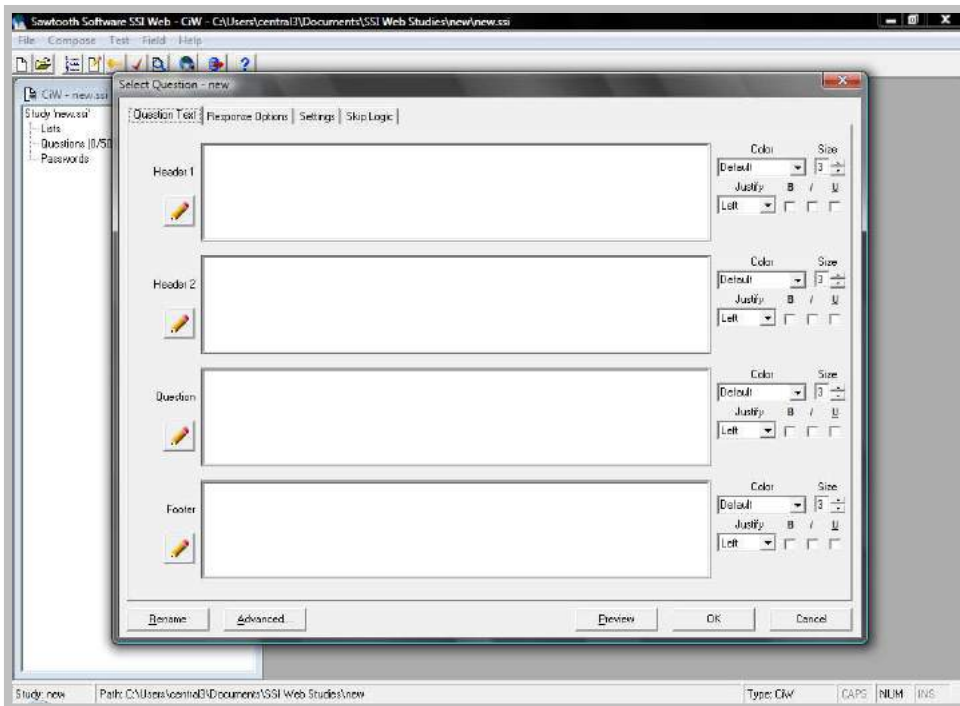 Sawtooth Software SSI Web - CiW - C:\Users\central3\Documents\SSI Web Studies\new\new.ssi
File Compose Test Field Help
CiW - new.ssi
Study 'new.ssi'
Lists
Questions (0/50
Passwords
Select Question - new
Question Text Response Options Settings Skip Logic
Header 1
Color Size
Default 3
Justify B I U
Left
Header 2
Color Size
Default 3
Justify B I U
Left
Question
Color Size
Default 3
Justify B I U
Left
Footer
Color Size
Default 3
Justify B I U
Left
Rename Advanced... Preview OK Cancel
Study: new Path: C:\Users\central3\Documents\SSI Web Studies\new Type: CiW CAPS NUM INS